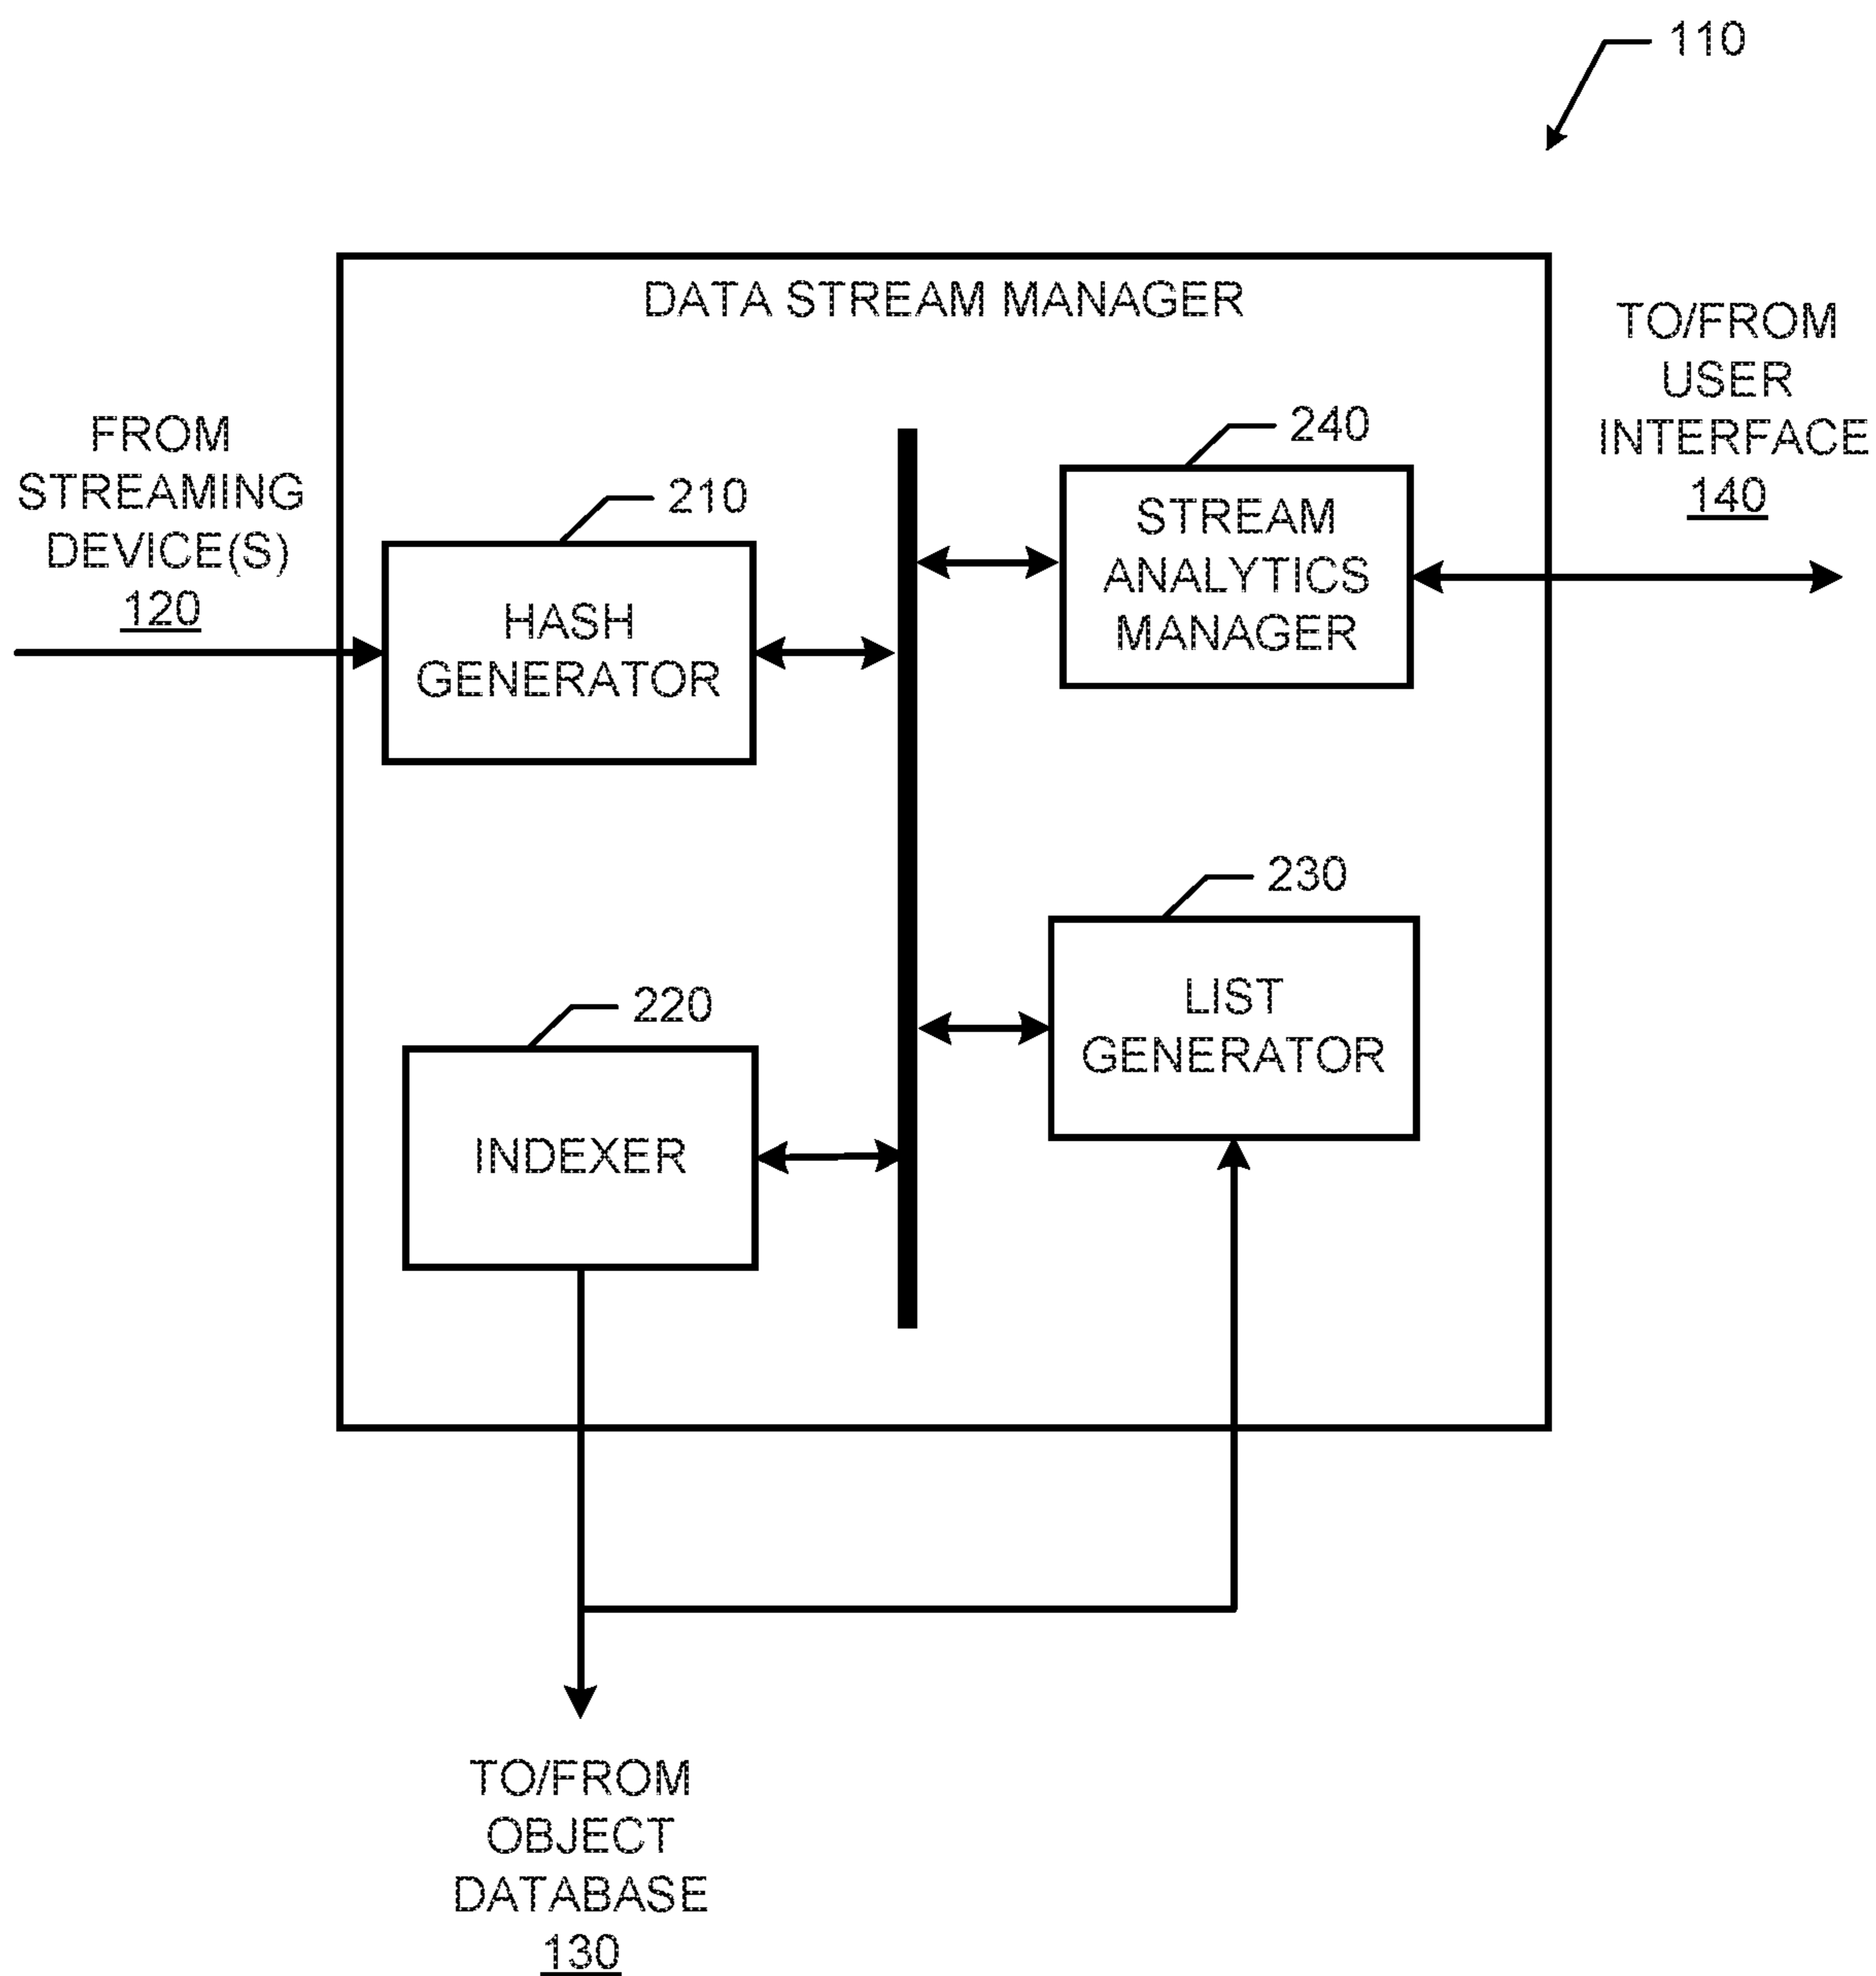 110
DATA STREAM MANAGER
TO/FROM
USER
INTERFACE
140
FROM
STREAMING
DEVICE(S)
120
240
STREAM
ANALYTICS
MANAGER
210
HASH
GENERATOR
230
LIST
GENERATOR
220
INDEXER
TO/FROM
OBJECT
DATABASE
130